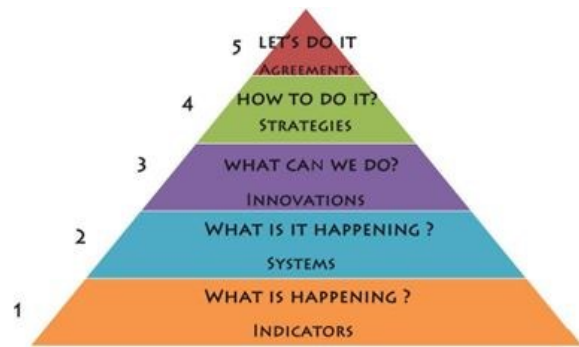 5 LET'S DO IT
AGREEMENTS
4 HOW TO DO IT?
STRATEGIES
3 WHAT CAN WE DO?
INNOVATIONS
2 WHAT IS IT HAPPENING ?
SYSTEMS
WHAT IS HAPPENING ?
1
INDICATORS